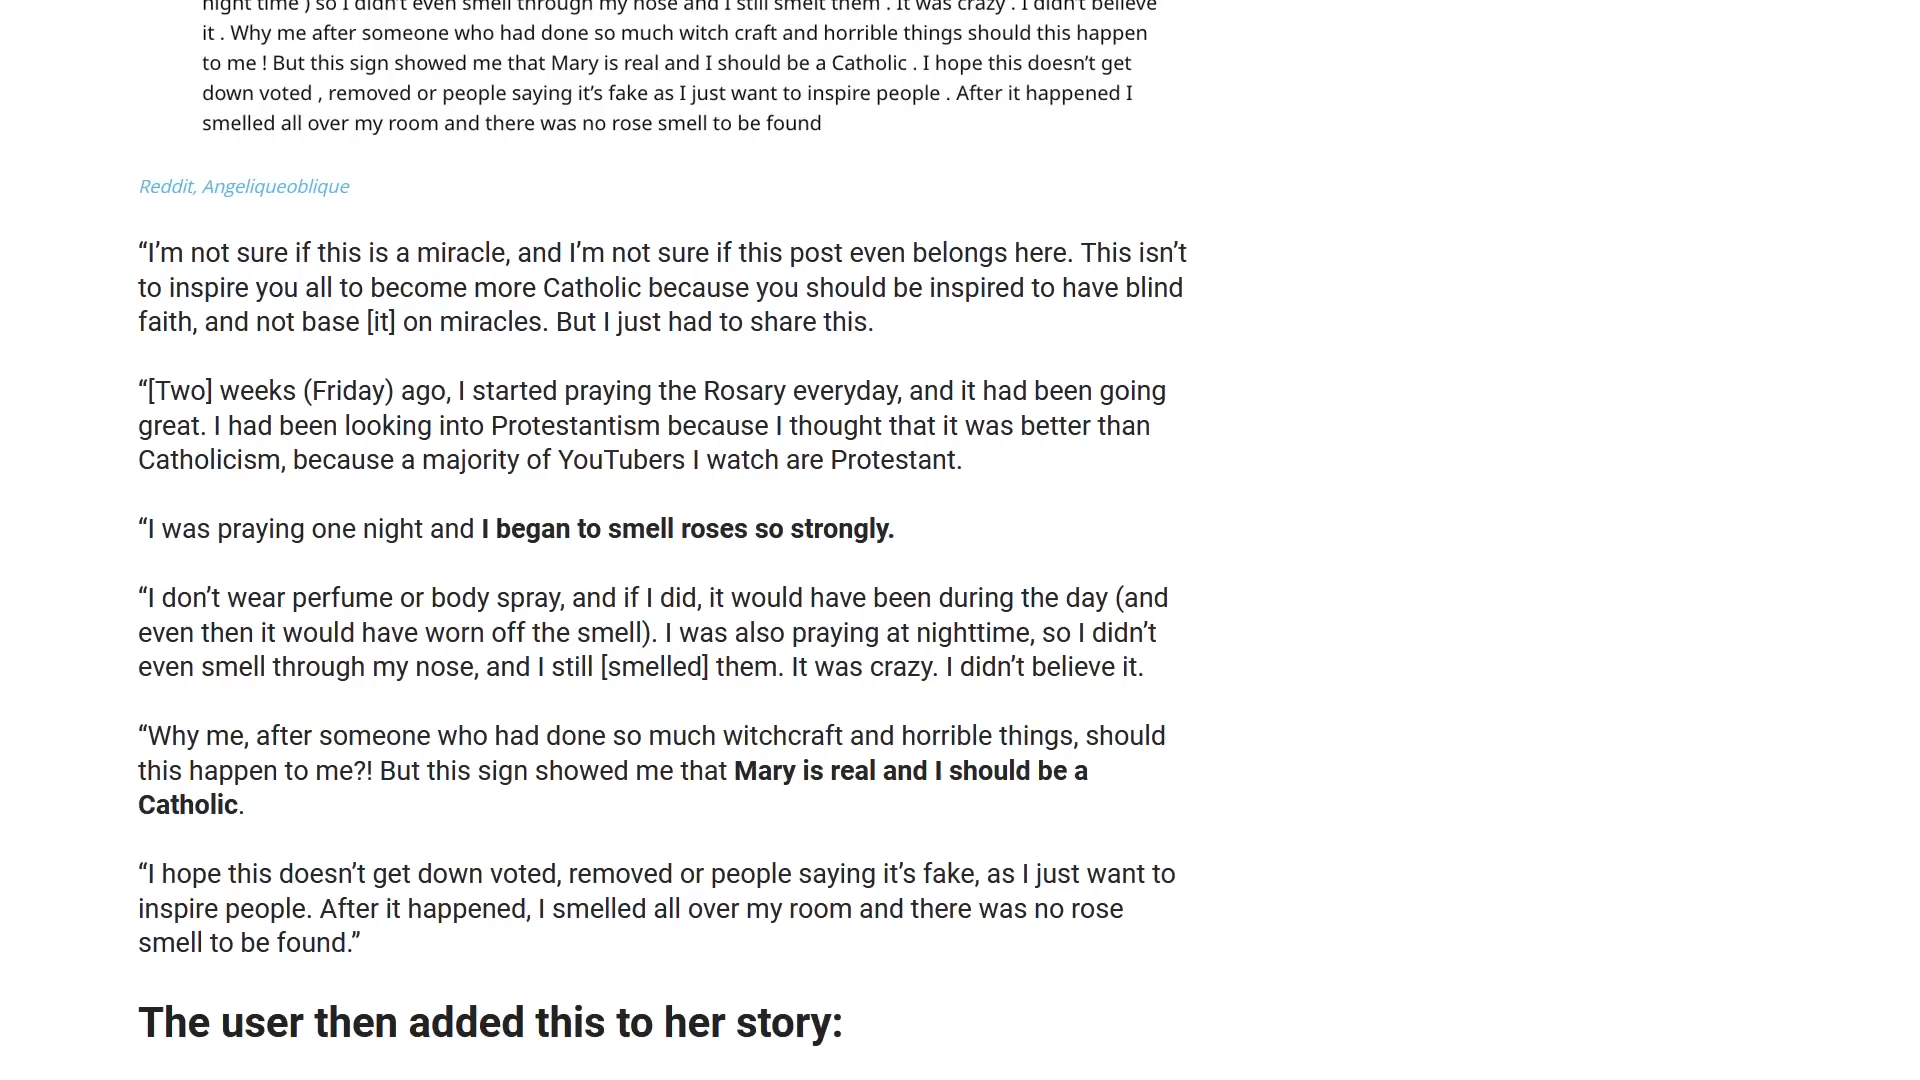 night time ) so I didn’t even smell through my nose and I still smelt them . It was crazy . I didn’t believe
it . Why me after someone who had done so much witch craft and horrible things should this happen
to me ! But this sign showed me that Mary is real and I should be a Catholic . I hope this doesn’t get
down voted , removed or people saying it’s fake as I just want to inspire people . After it happened I
smelled all over my room and there was no rose smell to be found
Reddit, Angeliqueoblique
“I’m not sure if this is a miracle, and I’m not sure if this post even belongs here. This isn’t
to inspire you all to become more Catholic because you should be inspired to have blind
faith, and not base [it] on miracles. But I just had to share this.
“[Two] weeks (Friday) ago, I started praying the Rosary everyday, and it had been going
great. I had been looking into Protestantism because I thought that it was better than
Catholicism, because a majority of YouTubers I watch are Protestant.
“I was praying one night and I began to smell roses so strongly.
“I don’t wear perfume or body spray, and if I did, it would have been during the day (and
even then it would have worn off the smell). I was also praying at nighttime, so I didn’t
even smell through my nose, and I still [smelled] them. It was crazy. I didn’t believe it.
“Why me, after someone who had done so much witchcraft and horrible things, should
this happen to me?! But this sign showed me that Mary is real and I should be a
Catholic.
“I hope this doesn’t get down voted, removed or people saying it’s fake, as I just want to
inspire people. After it happened, I smelled all over my room and there was no rose
smell to be found.”
The user then added this to her story: